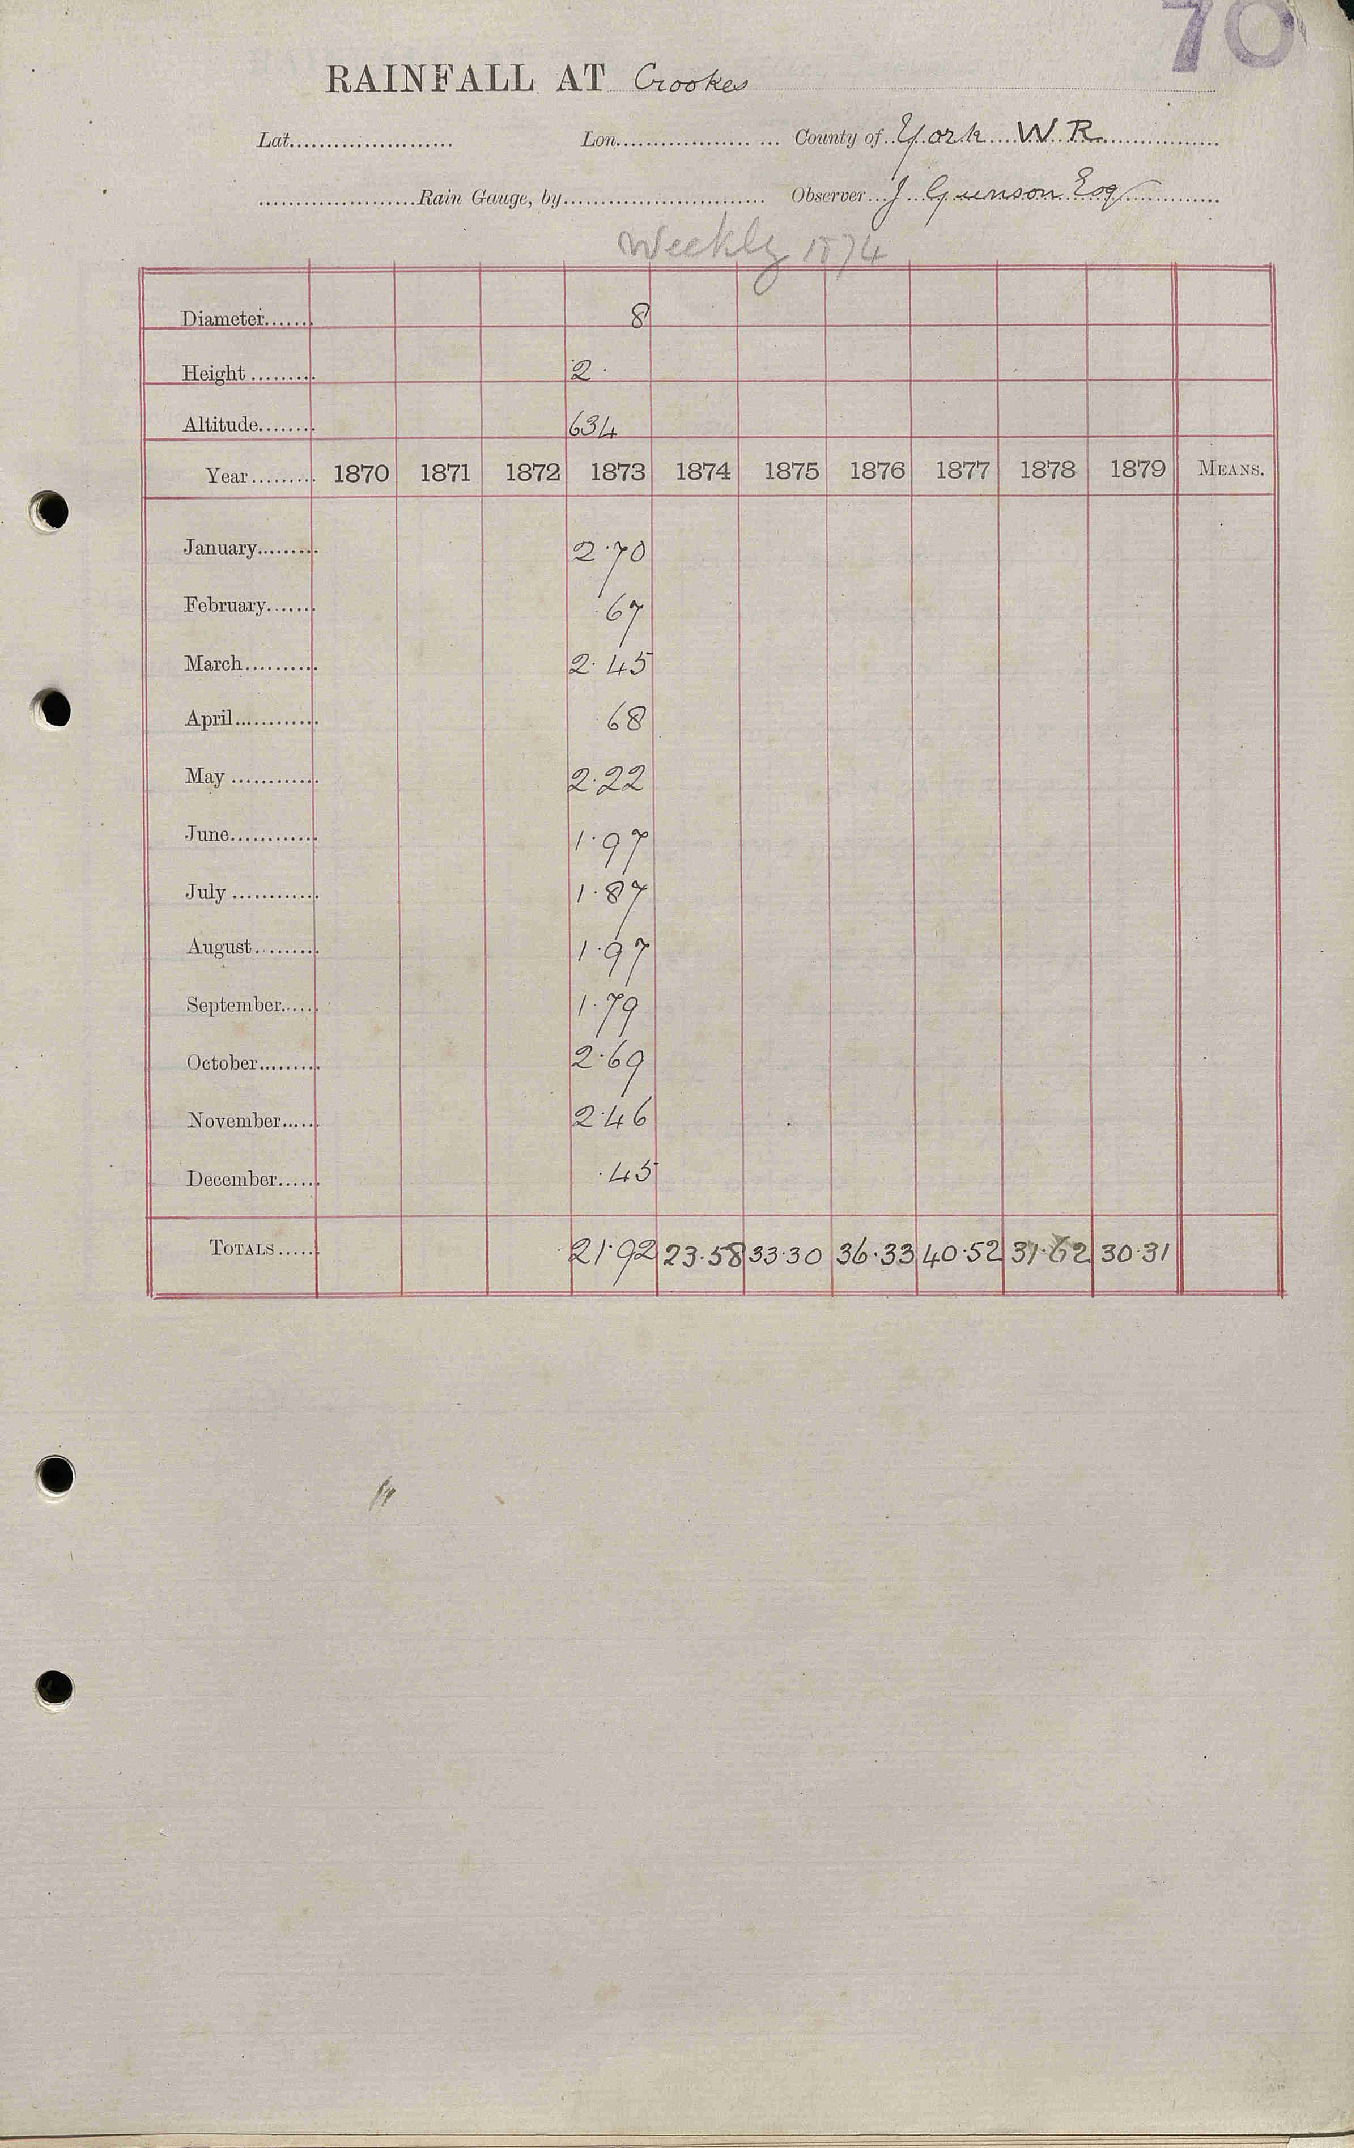 70
RAINFALL AT Crookes
Lat. Lon. County of York W. R.
Rain Gauge, by Observer J Gunson Esq
Weekly 1874
Diameter 8
Height 2·
Altitude 634
Year 1870 1871 1872 1873 1874 1875 1876 1877 1878 1879 MEANS.
January 2·70
February ·67
March 2·45
April ·68
May 2·22
June 1·97
July 1·87
August 1·97
September 1·79
October 2·69
November 2·46
December ·45
TOTALS 21·92 23·58 33·30 36·33 40·52 31·62 30·31